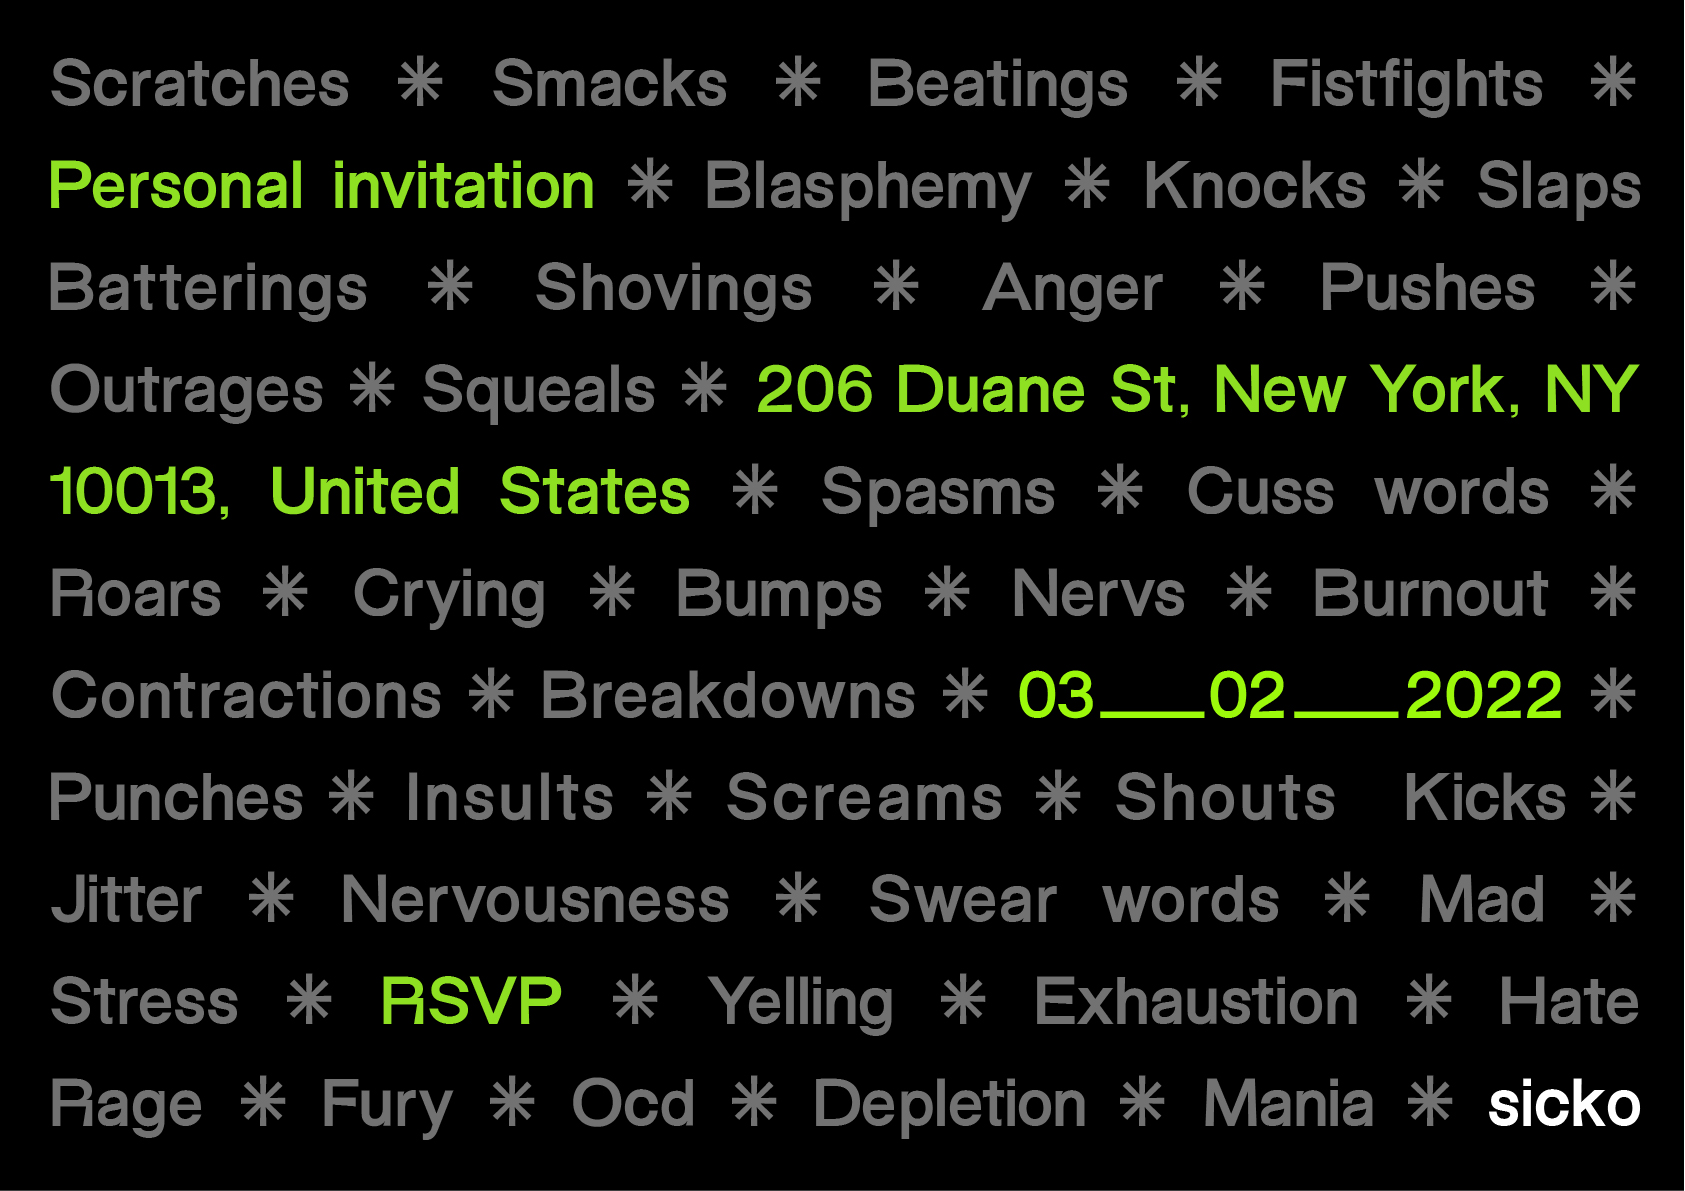 Scratches * Smacks * Beatings * Fistfights *
Personal invitation * Blasphemy * Knocks * Slaps
Batterings * Shovings * Anger * Pushes *
Outrages * Squeals * 206 Duane St, New York, NY
10013, United States * Spasms * Cuss words *
Roars * Crying * Bumps * Nervs * Burnout *
Contractions * Breakdowns * 03___02___2022 *
Punches * Insults * Screams * Shouts Kicks *
Jitter * Nervousness * Swear words * Mad *
Stress * RSVP * Yelling * Exhaustion * Hate
Rage * Fury * Ocd * Depletion * Mania * sicko